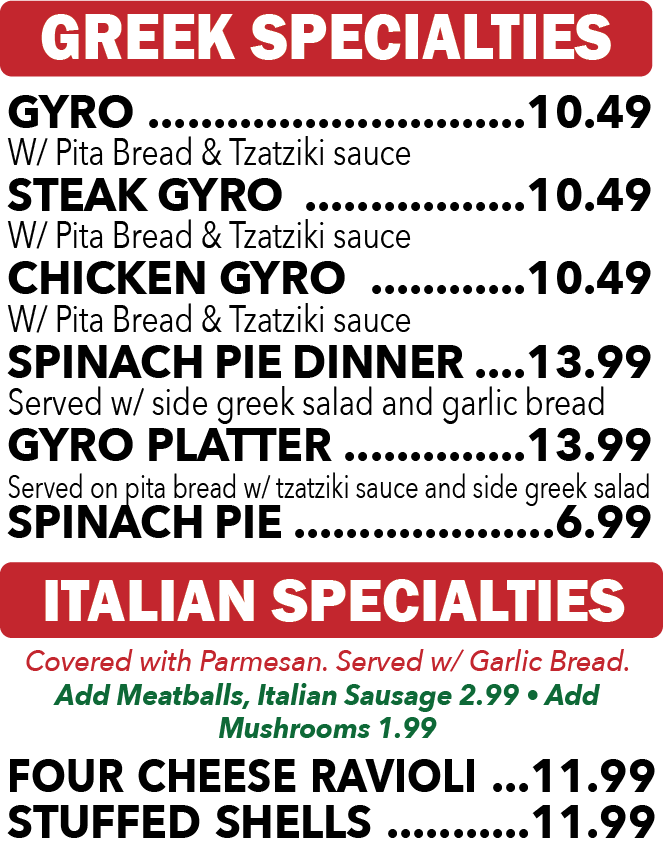 GREEK SPECIALTIES
GYRO .............................10.49
W/ Pita Bread & Tzatziki sauce
STEAK GYRO .................10.49
W/ Pita Bread & Tzatziki sauce
CHICKEN GYRO ............10.49
W/ Pita Bread & Tzatziki sauce
SPINACH PIE DINNER ....13.99
Served w/ side greek salad and garlic bread
GYRO PLATTER ..............13.99
Served on pita bread w/ tzatziki sauce and side greek salad
SPINACH PIE ....................6.99
ITALIAN SPECIALTIES
Covered with Parmesan. Served w/ Garlic Bread.
Add Meatballs, Italian Sausage 2.99 • Add
Mushrooms 1.99
FOUR CHEESE RAVIOLI ...11.99
STUFFED SHELLS ...........11.99